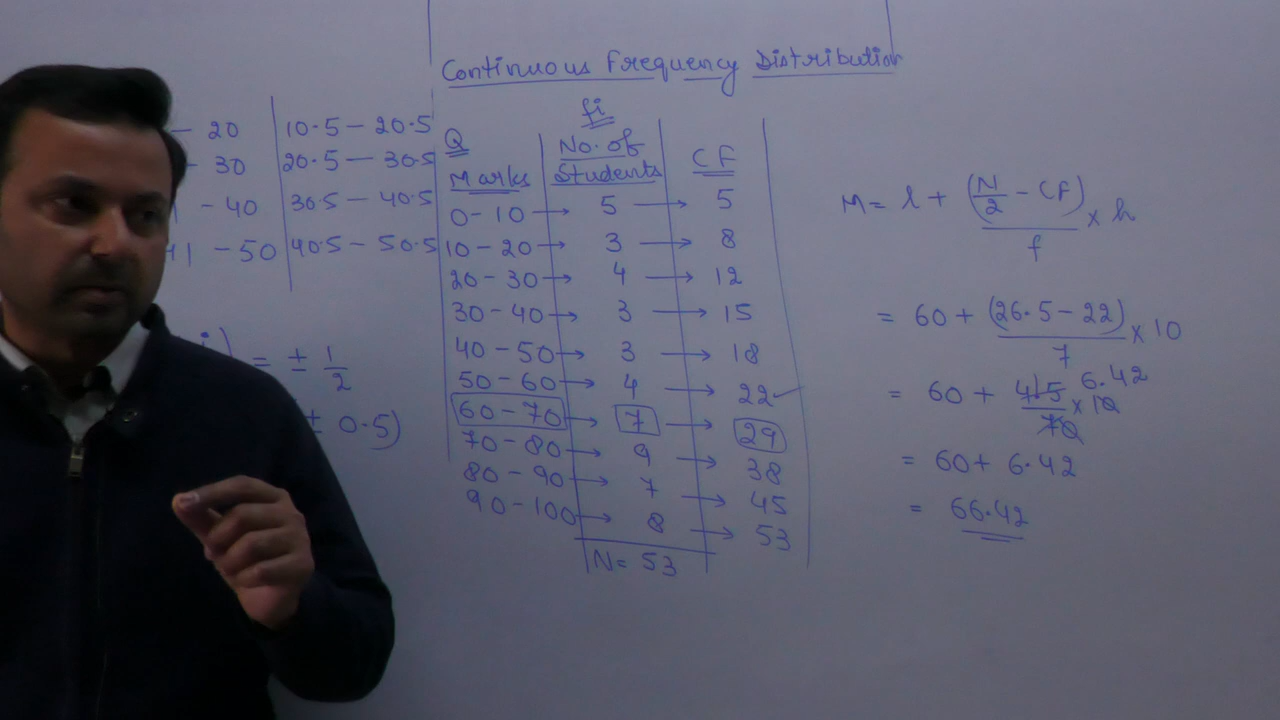 Continuous Frequency Distribution
- 20 | 10.5 - 20.5
- 30 | 20.5 - 30.5
- 40 | 30.5 - 40.5
41 - 50 | 40.5 - 50.5
= ± 1/2
± 0.5)
Q
fi
Marks | No. of Students | CF
0-10 → 5 → 5
10-20 → 3 → 8
20-30 → 4 → 12
30-40 → 3 → 15
40-50 → 3 → 18
50-60 → 4 → 22 ✓
60-70 → 7 → 29
70-80 → 9 → 38
80-90 → 7 → 45
90-100 → 8 → 53
N= 53
M = l + (N/2 - CF)/f × h
= 60 + (26.5 - 22)/7 × 10
= 60 + 45/70 × 10 6.42
= 60 + 6.42
= 66.42